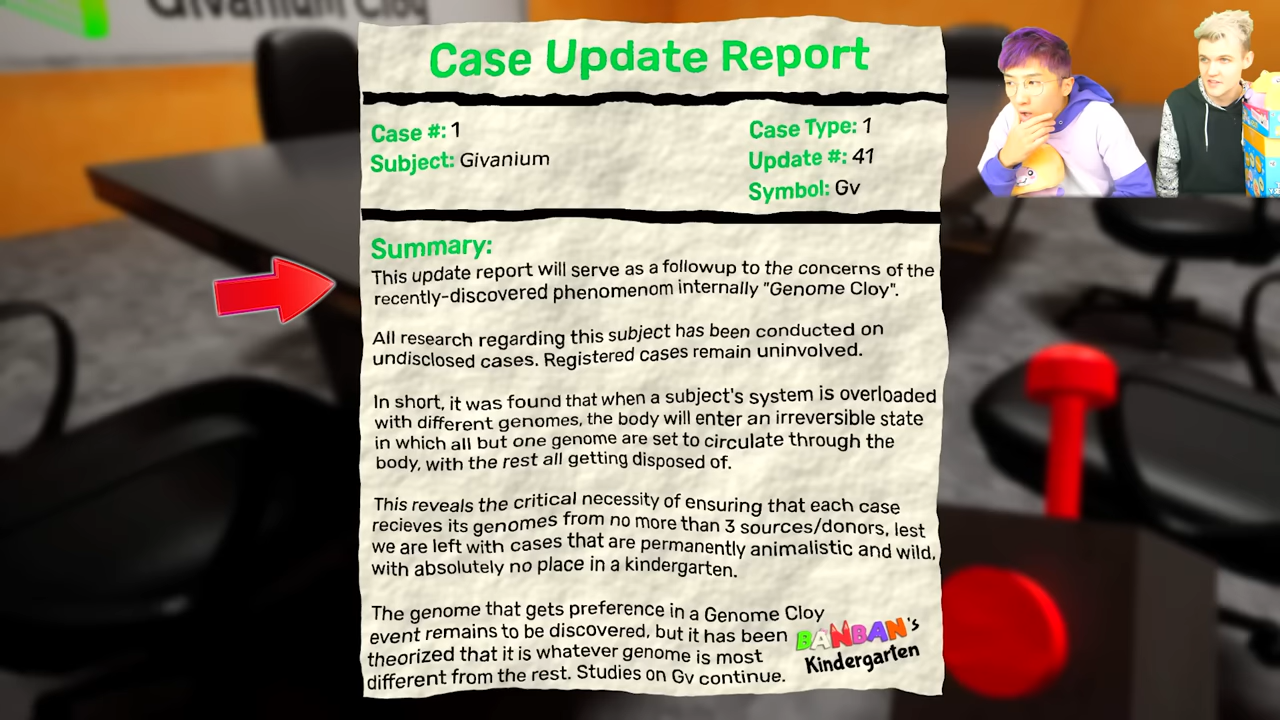 Givanium Cloy
Case Update Report
Case #: 1
Subject: Givanium
Case Type: 1
Update #: 41
Symbol: Gv
Summary:
This update report will serve as a followup to the concerns of the
recently-discovered phenomenom internally "Genome Cloy".
All research regarding this subject has been conducted on
undisclosed cases. Registered cases remain uninvolved.
In short, it was found that when a subject's system is overloaded
with different genomes, the body will enter an irreversible state
in which all but one genome are set to circulate through the
body, with the rest all getting disposed of.
This reveals the critical necessity of ensuring that each case
recieves its genomes from no more than 3 sources/donors, lest
we are left with cases that are permanently animalistic and wild,
with absolutely no place in a kindergarten.
The genome that gets preference in a Genome Cloy
event remains to be discovered, but it has been
theorized that it is whatever genome is most
different from the rest. Studies on Gv continue.
BANBAN's
Kindergarten